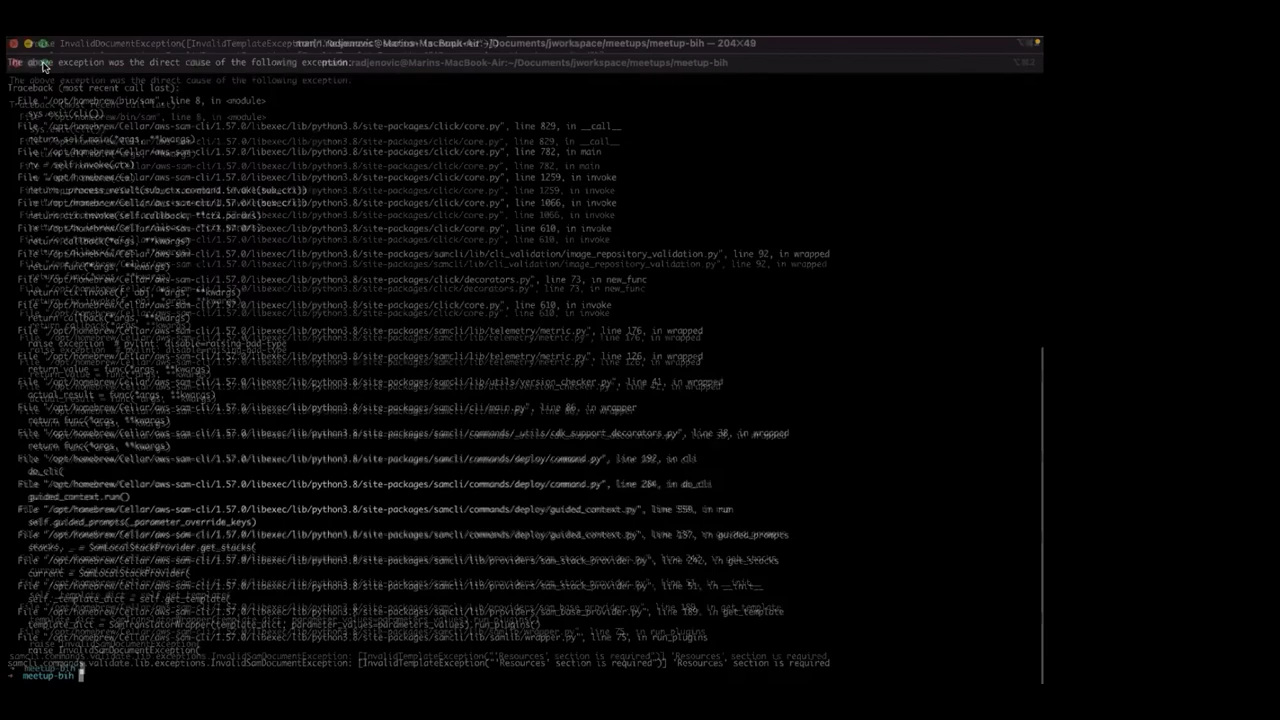 raise InvalidDocumentException([InvalidTemplateExcept
radjenovic@Marins-MacBook-Air:~/Documents/jworkspace/meetups/meetup-bih — 204×49
The above exception was the direct cause of the following exception:
radjenovic@Marins-MacBook-Air:~/Documents/jworkspace/meetups/meetup-bih
Traceback (most recent call last):
File "/opt/homebrew/bin/sam", line 8, in <module>
sys.exit(cli())
File "/opt/homebrew/Cellar/aws-sam-cli/1.57.0/libexec/lib/python3.8/site-packages/click/core.py", line 829, in __call__
return self.main(*args, **kwargs)
File "/opt/homebrew/Cellar/aws-sam-cli/1.57.0/libexec/lib/python3.8/site-packages/click/core.py", line 782, in main
rv = self.invoke(ctx)
File "/opt/homebrew/Cellar/aws-sam-cli/1.57.0/libexec/lib/python3.8/site-packages/click/core.py", line 1259, in invoke
return _process_result(sub_ctx.command.invoke(sub_ctx))
File "/opt/homebrew/Cellar/aws-sam-cli/1.57.0/libexec/lib/python3.8/site-packages/click/core.py", line 1066, in invoke
return ctx.invoke(self.callback, **ctx.params)
File "/opt/homebrew/Cellar/aws-sam-cli/1.57.0/libexec/lib/python3.8/site-packages/click/core.py", line 610, in invoke
return callback(*args, **kwargs)
File "/opt/homebrew/Cellar/aws-sam-cli/1.57.0/libexec/lib/python3.8/site-packages/samcli/lib/cli_validation/image_repository_validation.py", line 92, in wrapped
return func(*args, **kwargs)
File "/opt/homebrew/Cellar/aws-sam-cli/1.57.0/libexec/lib/python3.8/site-packages/click/decorators.py", line 73, in new_func
return ctx.invoke(f, obj, *args, **kwargs)
File "/opt/homebrew/Cellar/aws-sam-cli/1.57.0/libexec/lib/python3.8/site-packages/click/core.py", line 610, in invoke
return callback(*args, **kwargs)
File "/opt/homebrew/Cellar/aws-sam-cli/1.57.0/libexec/lib/python3.8/site-packages/samcli/lib/telemetry/metric.py", line 176, in wrapped
raise exception  # pylint: disable=raising-bad-type
File "/opt/homebrew/Cellar/aws-sam-cli/1.57.0/libexec/lib/python3.8/site-packages/samcli/lib/telemetry/metric.py", line 126, in wrapped
return_value = func(*args, **kwargs)
File "/opt/homebrew/Cellar/aws-sam-cli/1.57.0/libexec/lib/python3.8/site-packages/samcli/lib/utils/version_checker.py", line 41, in wrapped
actual_result = func(*args, **kwargs)
File "/opt/homebrew/Cellar/aws-sam-cli/1.57.0/libexec/lib/python3.8/site-packages/samcli/cli/main.py", line 86, in wrapper
return func(*args, **kwargs)
File "/opt/homebrew/Cellar/aws-sam-cli/1.57.0/libexec/lib/python3.8/site-packages/samcli/commands/_utils/cdk_support_decorators.py", line 38, in wrapped
return func(*args, **kwargs)
File "/opt/homebrew/Cellar/aws-sam-cli/1.57.0/libexec/lib/python3.8/site-packages/samcli/commands/deploy/command.py", line 192, in cli
do_cli(
File "/opt/homebrew/Cellar/aws-sam-cli/1.57.0/libexec/lib/python3.8/site-packages/samcli/commands/deploy/command.py", line 284, in do_cli
guided_context.run()
File "/opt/homebrew/Cellar/aws-sam-cli/1.57.0/libexec/lib/python3.8/site-packages/samcli/commands/deploy/guided_context.py", line 559, in run
self.guided_prompts(_parameter_override_keys)
File "/opt/homebrew/Cellar/aws-sam-cli/1.57.0/libexec/lib/python3.8/site-packages/samcli/commands/deploy/guided_context.py", line 137, in guided_prompts
stacks, _ = SamLocalStackProvider.get_stacks(
File "/opt/homebrew/Cellar/aws-sam-cli/1.57.0/libexec/lib/python3.8/site-packages/samcli/lib/providers/sam_stack_provider.py", line 242, in get_stacks
current = SamLocalStackProvider(
File "/opt/homebrew/Cellar/aws-sam-cli/1.57.0/libexec/lib/python3.8/site-packages/samcli/lib/providers/sam_stack_provider.py", line 51, in __init__
self._template_dict = self.get_template(
File "/opt/homebrew/Cellar/aws-sam-cli/1.57.0/libexec/lib/python3.8/site-packages/samcli/lib/providers/sam_base_provider.py", line 189, in get_template
template_dict = SamTranslatorWrapper(template_dict, parameter_values=parameters_values).run_plugins()
File "/opt/homebrew/Cellar/aws-sam-cli/1.57.0/libexec/lib/python3.8/site-packages/samcli/lib/samlib/wrapper.py", line 75, in run_plugins
raise InvalidSamDocumentException(
samcli.commands.validate.lib.exceptions.InvalidSamDocumentException: [InvalidTemplateException("'Resources' section is required")] 'Resources' section is required
→ meetup-bih